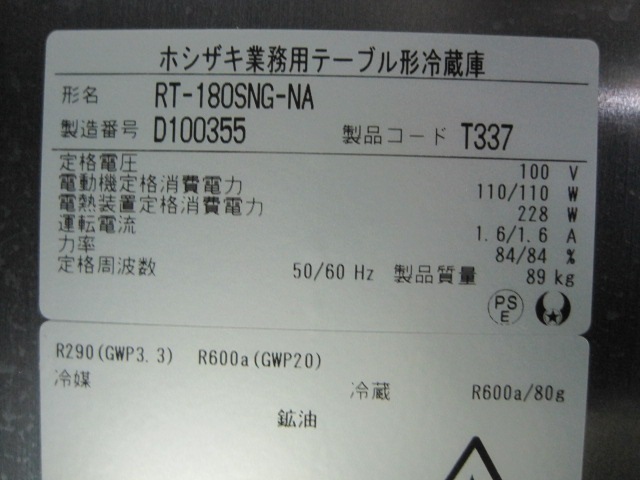 ホシザキ業務用テーブル形冷蔵庫
形名 RT-180SNG-NA
製造番号 D100355 製品コード T337
定格電圧 100 V
電動機定格消費電力 110/110 W
電熱装置定格消費電力 228 W
運転電流 1.6/1.6 A
力率 84/84 %
定格周波数 50/60 Hz 製品質量 89 kg
PS E
R290(GWP3.3) R600a(GWP20)
冷媒 冷蔵 R600a/80g
鉱油